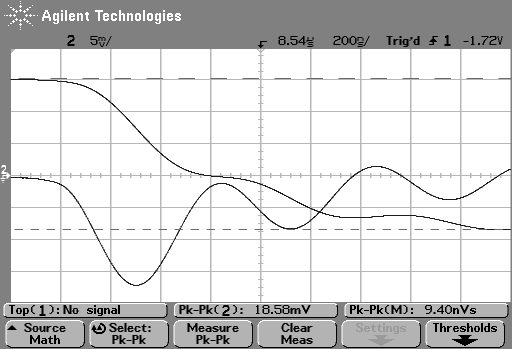 Agilent Technologies
2 5m/ 8.54 200 Trig'd 1 -1.72V
2
Top(1): No signal Pk-Pk(2): 18.58mV Pk-Pk(M): 9.40nVs
Source Select: Measure Clear Settings Thresholds
Math Pk-Pk Pk-Pk Meas